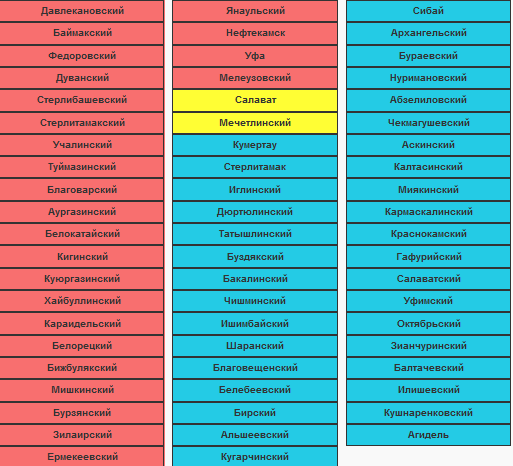 Давлекановский
Баймакский
Федоровский
Дуванский
Стерлибашевский
Стерлитамакский
Учалинский
Туймазинский
Благоварский
Аургазинский
Белокатайский
Кигинский
Куюргазинский
Хайбуллинский
Караидельский
Белорецкий
Бижбулякский
Мишкинский
Бурзянский
Зилаирский
Ермекеевский
Янаульский
Нефтекамск
Уфа
Мелеузовский
Салават
Мечетлинский
Кумертау
Стерлитамак
Иглинский
Дюртюлинский
Татышлинский
Буздякский
Бакалинский
Чишминский
Ишимбайский
Шаранский
Благовещенский
Белебеевский
Бирский
Альшеевский
Кугарчинский
Сибай
Архангельский
Бураевский
Нуримановский
Абзелиловский
Чекмагушевский
Аскинский
Калтасинский
Миякинский
Кармаскалинский
Краснокамский
Гафурийский
Салаватский
Уфимский
Октябрьский
Зианчуринский
Балтачевский
Илишевский
Кушнаренковский
Агидель